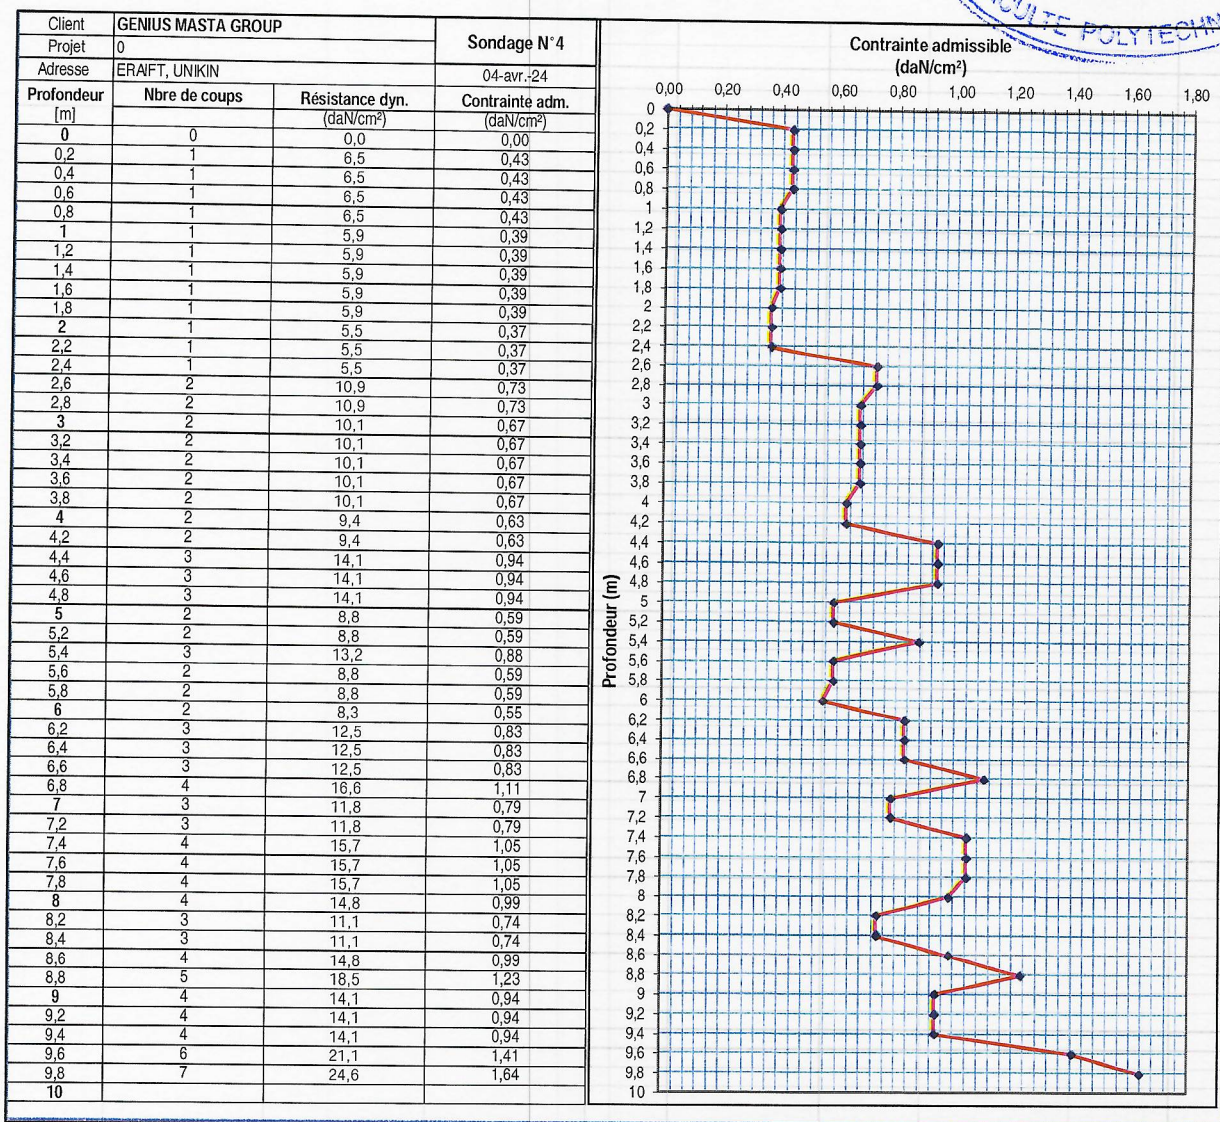 CULTE POLYTECHN
Client GENIUS MASTA GROUP
Projet 0
Sondage N°4
Adresse ERAIFT, UNIKIN 04-avr.-24
Profondeur Nbre de coups Résistance dyn. Contrainte adm.
[m] (daN/cm²) (daN/cm²)
0 0 0,0 0,00
0,2 1 6,5 0,43
0,4 1 6,5 0,43
0,6 1 6,5 0,43
0,8 1 6,5 0,43
1 1 5,9 0,39
1,2 1 5,9 0,39
1,4 1 5,9 0,39
1,6 1 5,9 0,39
1,8 1 5,9 0,39
2 1 5,5 0,37
2,2 1 5,5 0,37
2,4 1 5,5 0,37
2,6 2 10,9 0,73
2,8 2 10,9 0,73
3 2 10,1 0,67
3,2 2 10,1 0,67
3,4 2 10,1 0,67
3,6 2 10,1 0,67
3,8 2 10,1 0,67
4 2 9,4 0,63
4,2 2 9,4 0,63
4,4 3 14,1 0,94
4,6 3 14,1 0,94
4,8 3 14,1 0,94
5 2 8,8 0,59
5,2 2 8,8 0,59
5,4 3 13,2 0,88
5,6 2 8,8 0,59
5,8 2 8,8 0,59
6 2 8,3 0,55
6,2 3 12,5 0,83
6,4 3 12,5 0,83
6,6 3 12,5 0,83
6,8 4 16,6 1,11
7 3 11,8 0,79
7,2 3 11,8 0,79
7,4 4 15,7 1,05
7,6 4 15,7 1,05
7,8 4 15,7 1,05
8 4 14,8 0,99
8,2 3 11,1 0,74
8,4 3 11,1 0,74
8,6 4 14,8 0,99
8,8 5 18,5 1,23
9 4 14,1 0,94
9,2 4 14,1 0,94
9,4 4 14,1 0,94
9,6 6 21,1 1,41
9,8 7 24,6 1,64
10
Contrainte admissible
(daN/cm²)
0,00 0,20 0,40 0,60 0,80 1,00 1,20 1,40 1,60 1,80
Profondeur (m)
0
0,2
0,4
0,6
0,8
1
1,2
1,4
1,6
1,8
2
2,2
2,4
2,6
2,8
3
3,2
3,4
3,6
3,8
4
4,2
4,4
4,6
4,8
5
5,2
5,4
5,6
5,8
6
6,2
6,4
6,6
6,8
7
7,2
7,4
7,6
7,8
8
8,2
8,4
8,6
8,8
9
9,2
9,4
9,6
9,8
10